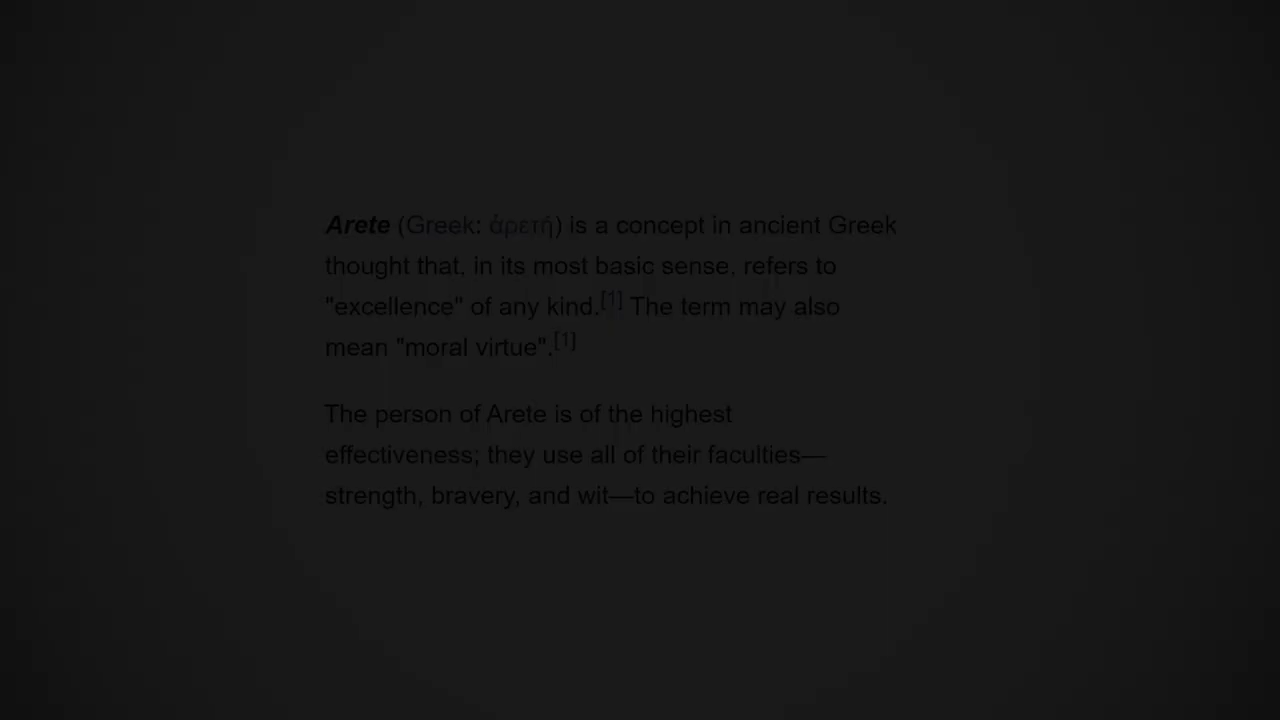 Arete (Greek: ἀρετή) is a concept in ancient Greek
thought that, in its most basic sense, refers to
"excellence" of any kind.[1] The term may also
mean "moral virtue".[1]
The person of Arete is of the highest
effectiveness; they use all of their faculties—
strength, bravery, and wit—to achieve real results.